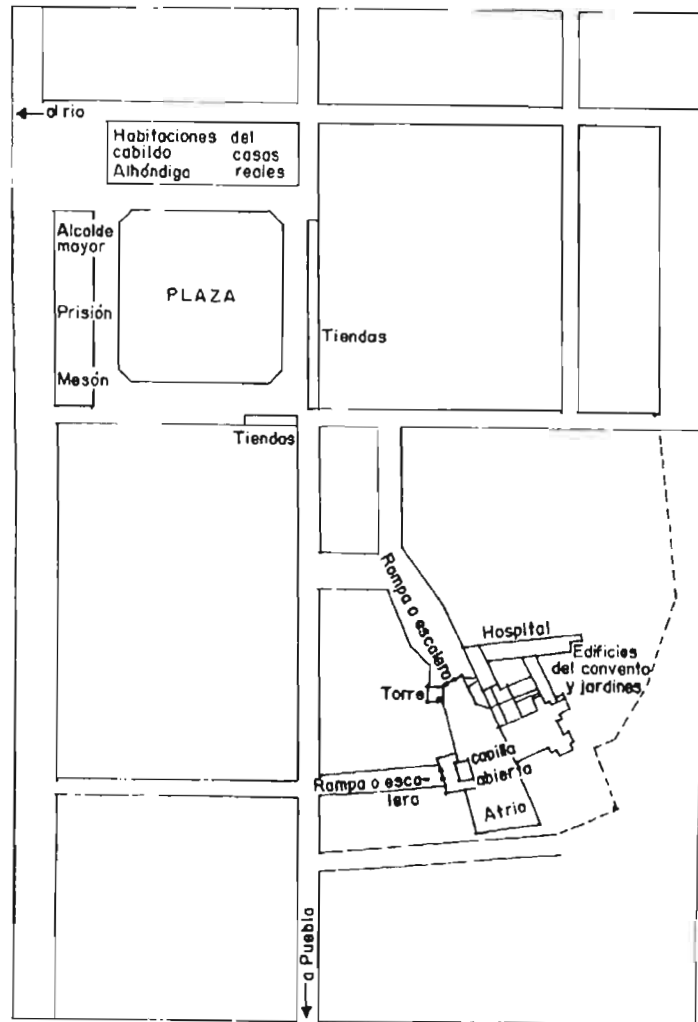 al río
Habitaciones del
cabildo casas
Alhóndiga reales
Alcalde
mayor
PLAZA
Prisión
Tiendas
Mesón
Tiendas
Rampa o escalera
Hospital
Edificios
del convento
y jardines
Torre
capilla
abierta
Rampa o esca-
lera
Atrio
a Puebla